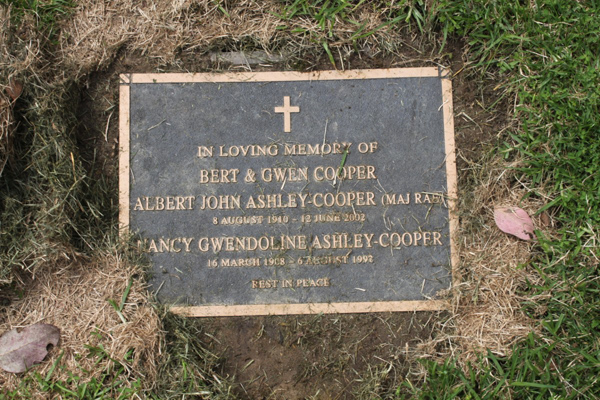 IN LOVING MEMORY OF
BERT & GWEN COOPER
ALBERT JOHN ASHLEY-COOPER (MAJ RAE)
8 AUGUST 1910 - 12 JUNE 2002
NANCY GWENDOLINE ASHLEY-COOPER
16 MARCH 1908 - 6 AUGUST 1992
REST IN PEACE